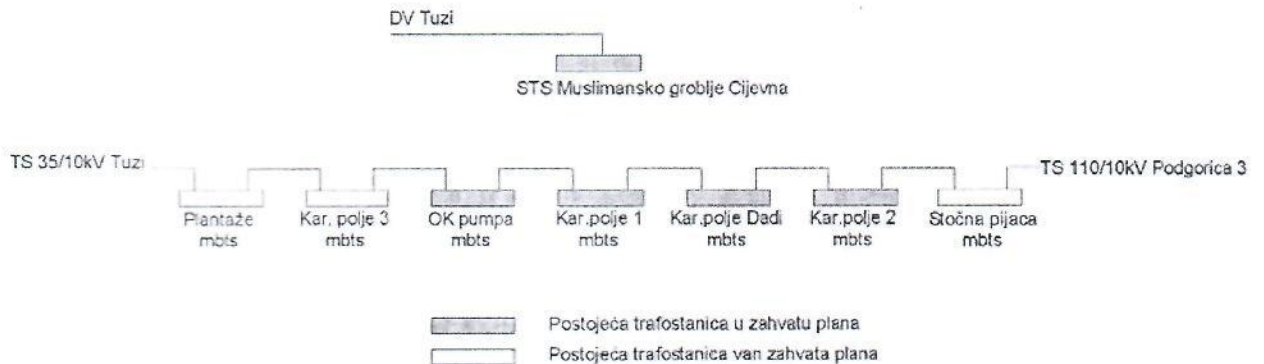 DV Tuzi
STS Muslimansko groblje Cijevna
TS 35/10kV Tuzi
TS 110/10kV Podgorica 3
Plantaže
mbts
Kar. polje 3
mbts
OK pumpa
mbts
Kar.polje 1
mbts
Kar.polje Dadi
mbts
Kar.polje 2
mbts
Stočna pijaca
mbts
Postojeća trafostanica u zahvatu plana
Postojeća trafostanica van zahvata plana